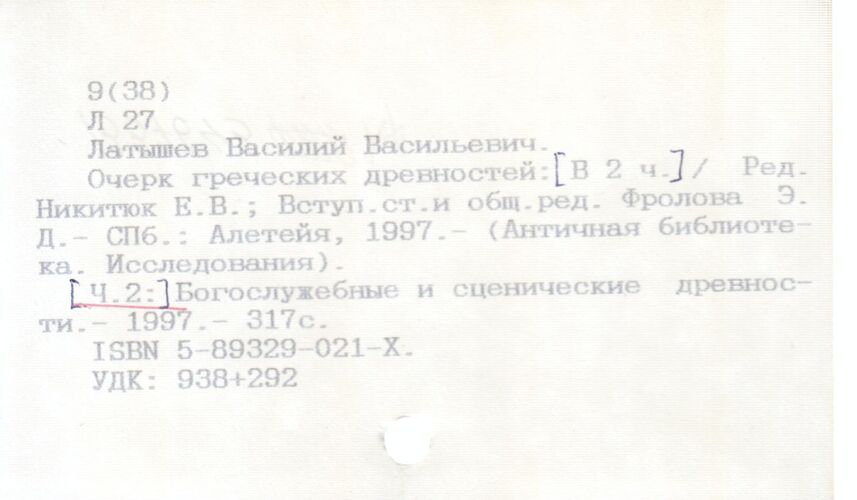 9(38)
Л 27
Латышев Василий Васильевич.
Очерк греческих древностей:[В 2 ч.]/ Ред.
Никитюк Е.В.; Вступ.ст.и общ.ред. Фролова Э.
Д.- СПб.: Алетейя, 1997.- (Античная библиоте-
ка. Исследования).
[Ч.2:]Богослужебные и сценические древнос-
ти.- 1997.- 317с.
ISBN 5-89329-021-X.
УДК: 938+292